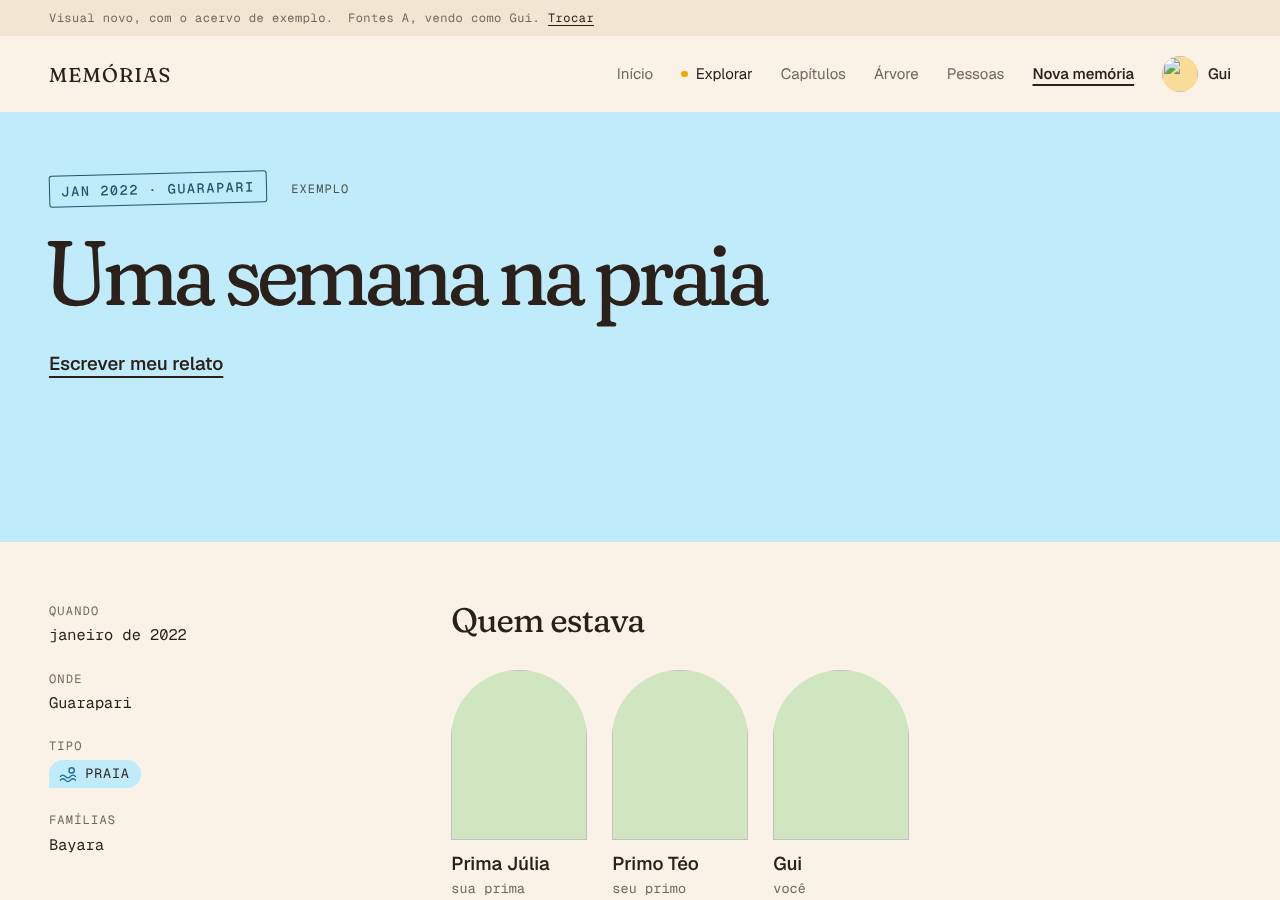 Visual novo, com o acervo de exemplo. Fontes A, vendo como Gui. Trocar
MEMÓRIAS
Início Explorar Capítulos Árvore Pessoas Nova memória Gui
JAN 2022 · GUARAPARI EXEMPLO
Uma semana na praia
Escrever meu relato
QUANDO
janeiro de 2022
ONDE
Guarapari
TIPO
PRAIA
FAMÍLIAS
Bayara
Quem estava
Prima Júlia Primo Téo Gui
sua prima seu primo você